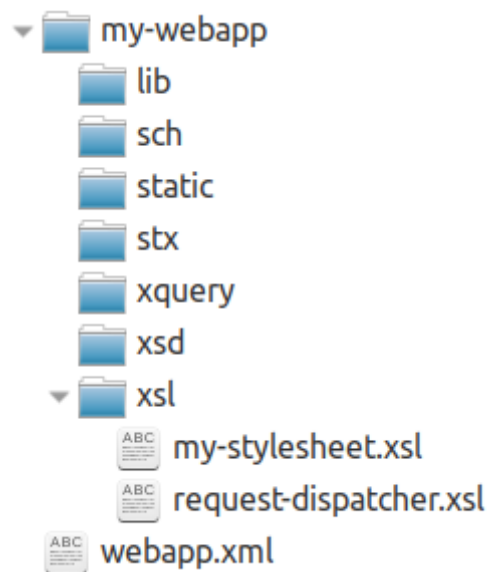 my-webapp
lib
sch
static
stx
xquery
xsd
xsl
ABC my-stylesheet.xsl
ABC request-dispatcher.xsl
ABC webapp.xml